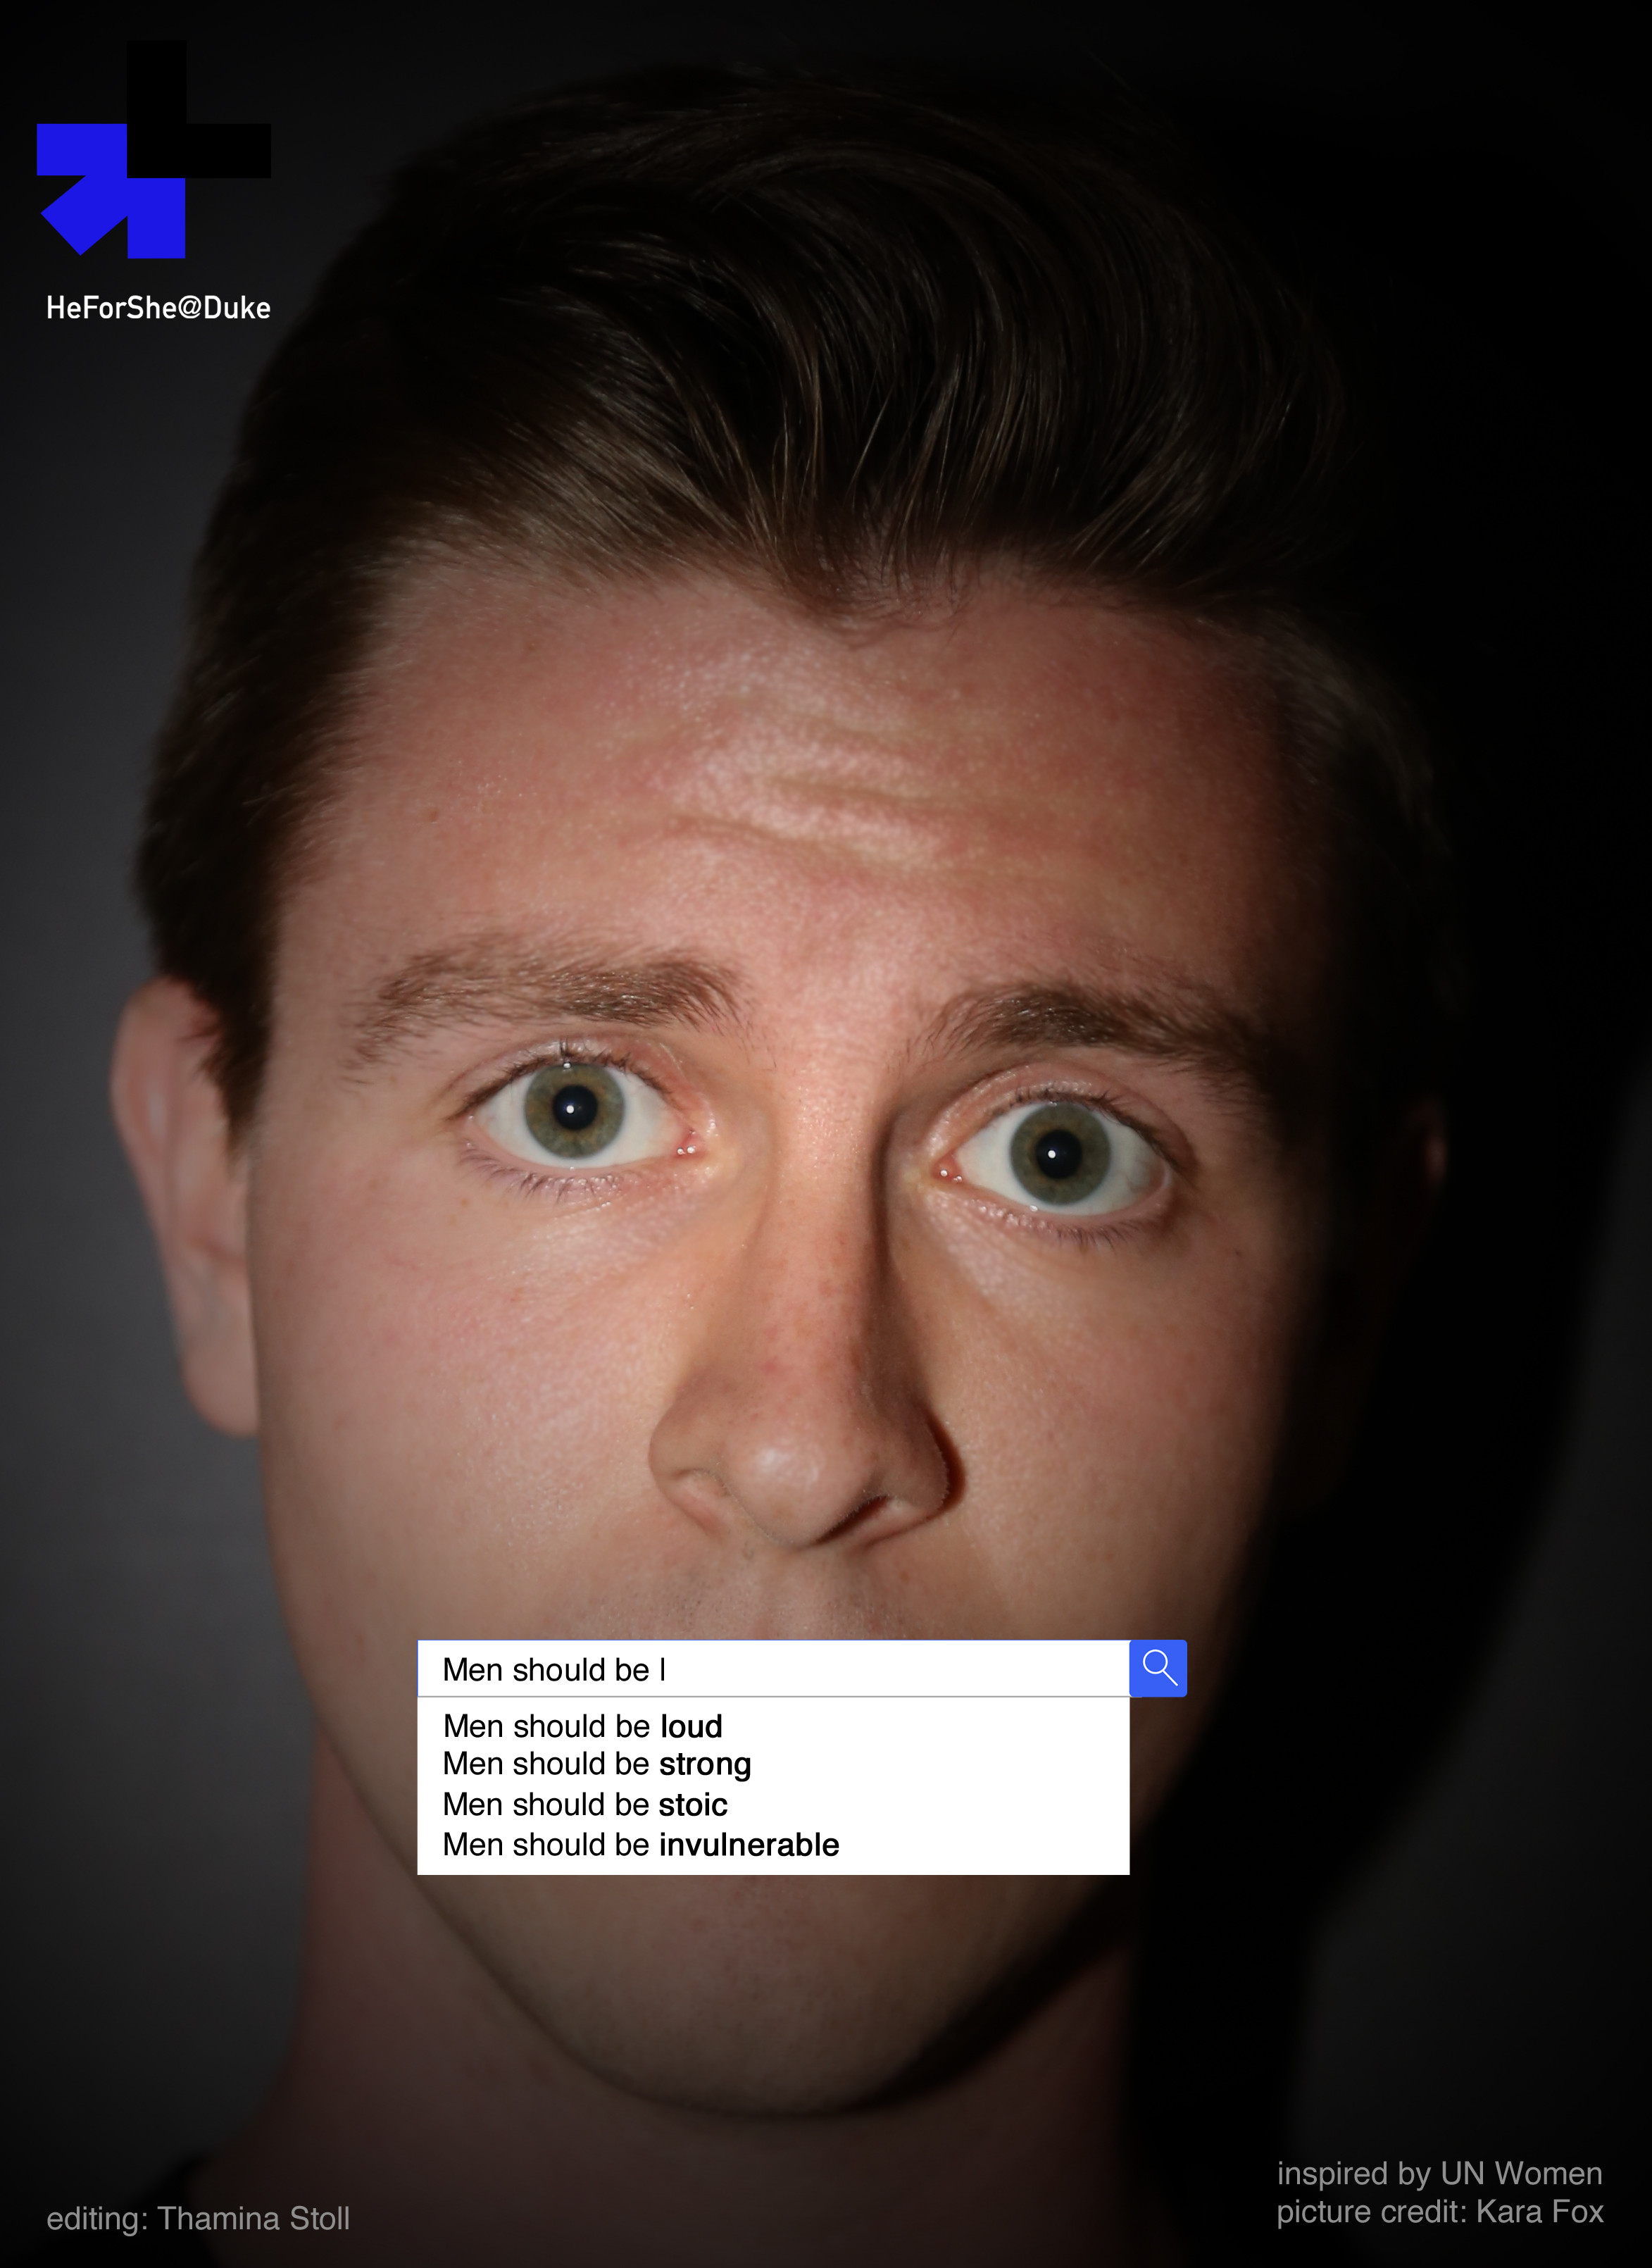 HeForShe@Duke
Men should be |
Men should be loud
Men should be strong
Men should be stoic
Men should be invulnerable
inspired by UN Women
editing: Thamina Stoll
picture credit: Kara Fox